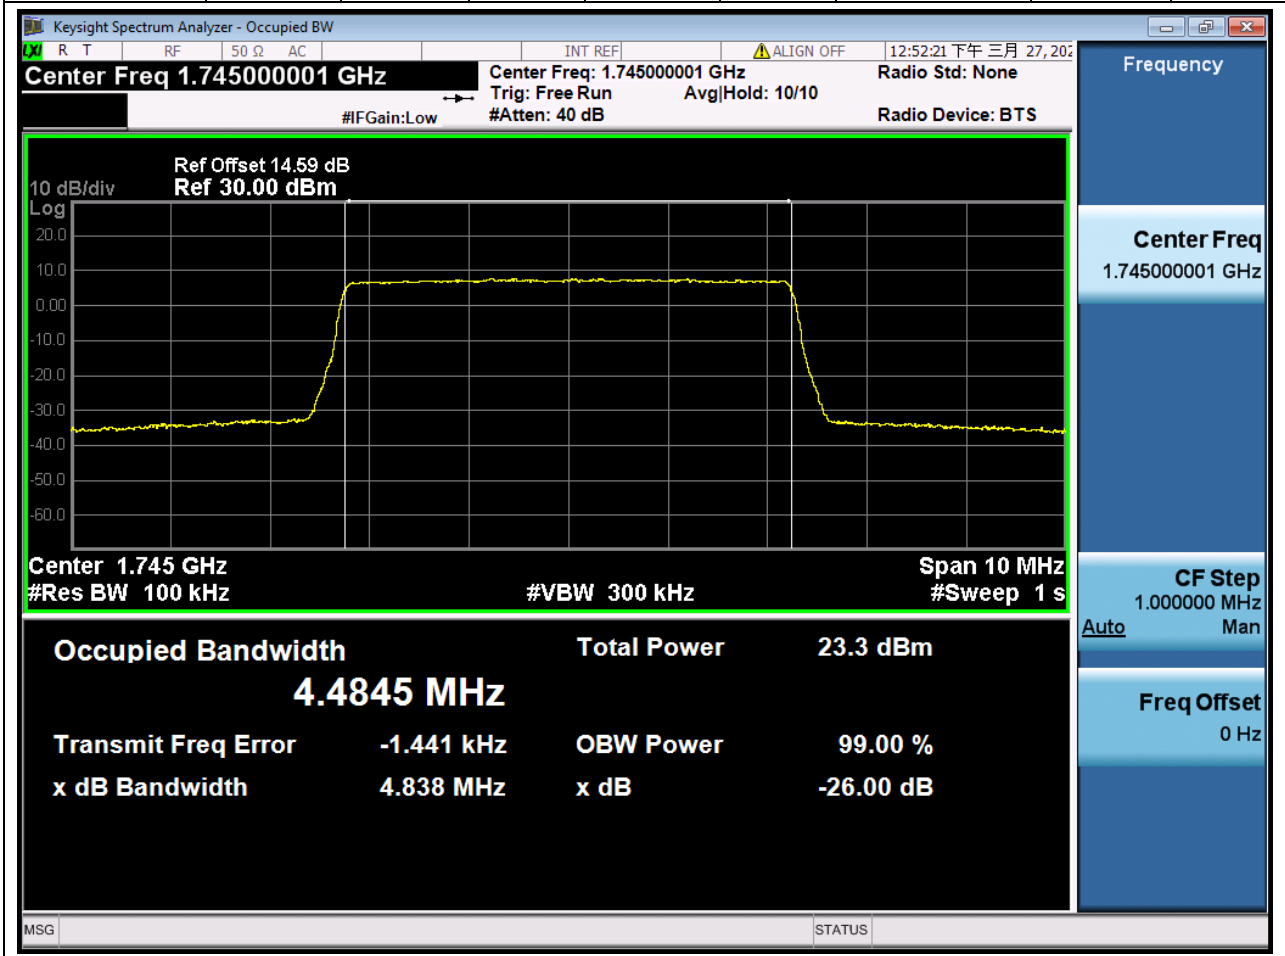 Keysight Spectrum Analyzer - Occupied BW
LXI R T RF 50 Ω AC INT REF ALIGN OFF 12:52:21 下午 三月 27, 202
Center Freq 1.745000001 GHz
Center Freq: 1.745000001 GHz
Radio Std: None
Trig: Free Run
Avg|Hold: 10/10
#IFGain:Low
#Atten: 40 dB
Radio Device: BTS
Ref Offset 14.59 dB
10 dB/div
Ref 30.00 dBm
Log
20.0
10.0
0.00
-10.0
-20.0
-30.0
-40.0
-50.0
-60.0
Center 1.745 GHz
Span 10 MHz
#Res BW 100 kHz
#VBW 300 kHz
#Sweep 1 s
Occupied Bandwidth
Total Power 23.3 dBm
4.4845 MHz
Transmit Freq Error -1.441 kHz
OBW Power 99.00 %
x dB Bandwidth 4.838 MHz
x dB -26.00 dB
MSG
STATUS
Frequency
Center Freq
1.745000001 GHz
CF Step
1.000000 MHz
Auto Man
Freq Offset
0 Hz